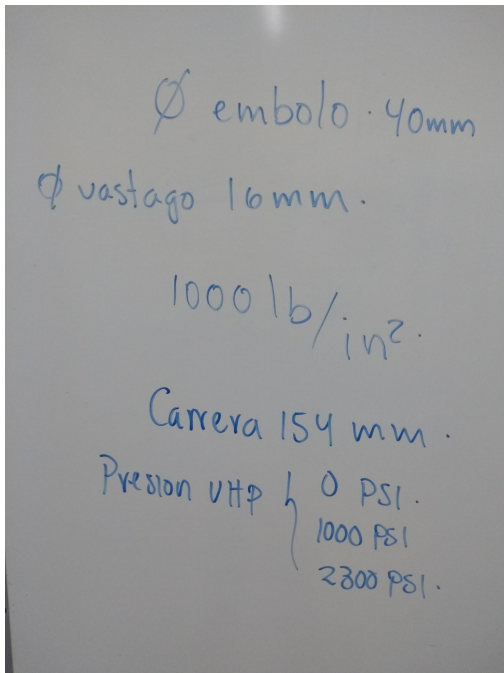 Ø embolo. 40mm
Ø vastago 16mm.
1000 lb/in².
Carrera 154 mm.
Presion UHP { 0 PSI.
1000 PSI
2300 PSI.